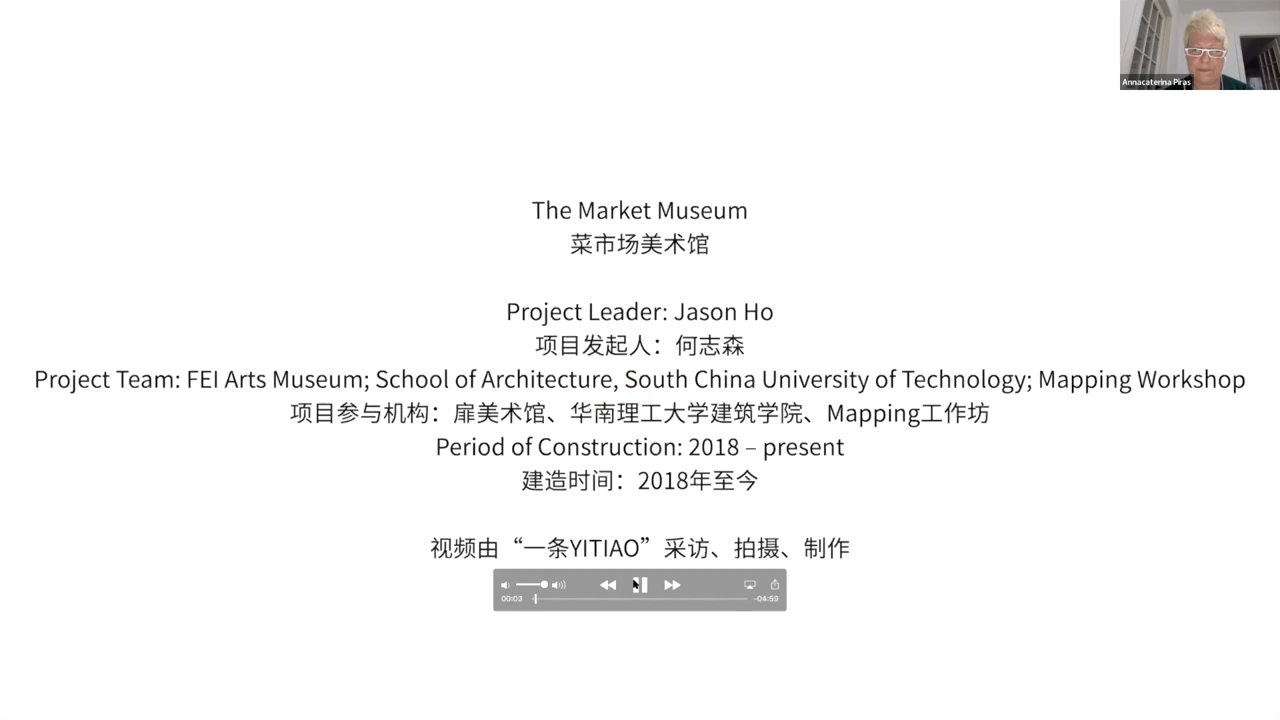 Annacaterina Piras
The Market Museum
菜市场美术馆
Project Leader: Jason Ho
项目发起人：何志森
Project Team: FEI Arts Museum; School of Architecture, South China University of Technology; Mapping Workshop
项目参与机构：扉美术馆、华南理工大学建筑学院、Mapping工作坊
Period of Construction: 2018 – present
建造时间：2018年至今
视频由“一条YITIAO”采访、拍摄、制作
00:03
-04:59